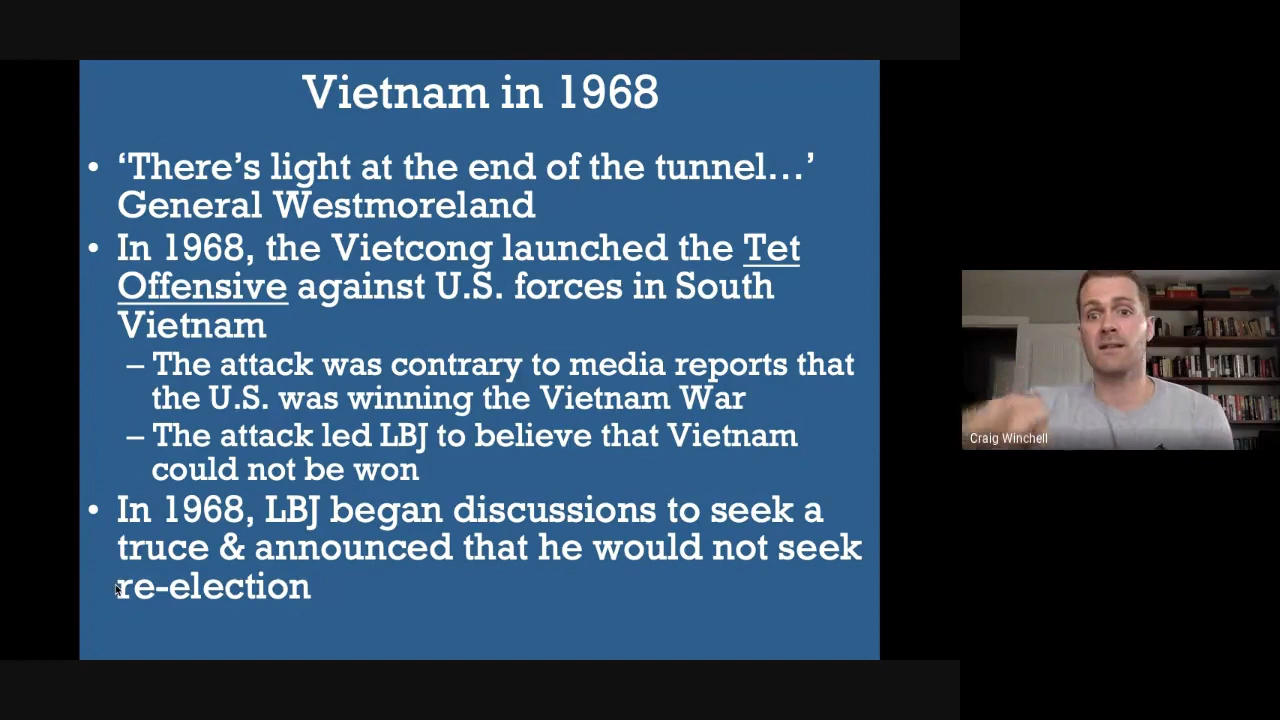 Vietnam in 1968
• ‘There’s light at the end of the tunnel…’
General Westmoreland
• In 1968, the Vietcong launched the Tet
Offensive against U.S. forces in South
Vietnam
– The attack was contrary to media reports that
the U.S. was winning the Vietnam War
– The attack led LBJ to believe that Vietnam
could not be won
• In 1968, LBJ began discussions to seek a
truce & announced that he would not seek
re-election
Craig Winchell